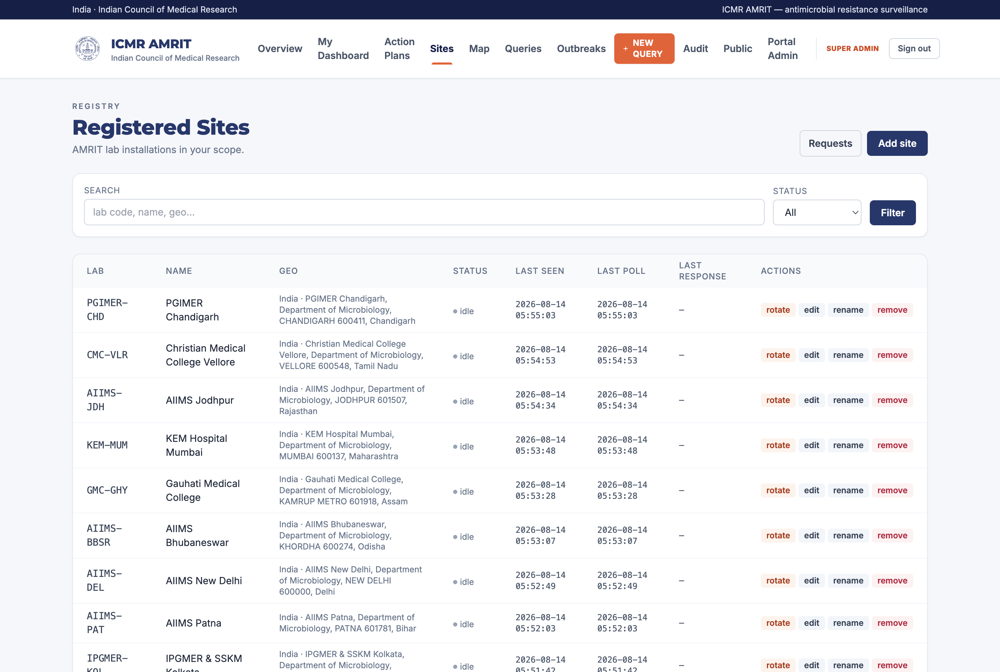 India · Indian Council of Medical Research
ICMR AMRIT — antimicrobial resistance surveillance
ICMR AMRIT
Indian Council of Medical Research
Overview
My
Dashboard
Action
Plans
Sites
Map
Queries
Outbreaks
+ NEW
QUERY
Audit
Public
Portal
Admin
SUPER ADMIN
Sign out
REGISTRY
Registered Sites
AMRIT lab installations in your scope.
Requests
Add site
SEARCH
lab code, name, geo...
STATUS
All
Filter
LAB
NAME
GEO
STATUS
LAST SEEN
LAST POLL
LAST
RESPONSE
ACTIONS
PGIMER-
CHD
PGIMER
Chandigarh
India · PGIMER Chandigarh,
Department of Microbiology,
CHANDIGARH 600411, Chandigarh
idle
2026-08-14
05:55:03
2026-08-14
05:55:03
—
rotate edit rename remove
CMC-VLR
Christian Medical
College Vellore
India · Christian Medical College
Vellore, Department of Microbiology,
VELLORE 600548, Tamil Nadu
idle
2026-08-14
05:54:53
2026-08-14
05:54:53
—
rotate edit rename remove
AIIMS-
JDH
AIIMS Jodhpur
India · AIIMS Jodhpur, Department of
Microbiology, JODHPUR 601507,
Rajasthan
idle
2026-08-14
05:54:34
2026-08-14
05:54:34
—
rotate edit rename remove
KEM-MUM
KEM Hospital
Mumbai
India · KEM Hospital Mumbai,
Department of Microbiology,
MUMBAI 600137, Maharashtra
idle
2026-08-14
05:53:48
2026-08-14
05:53:48
—
rotate edit rename remove
GMC-GHY
Gauhati Medical
College
India · Gauhati Medical College,
Department of Microbiology,
KAMRUP METRO 601918, Assam
idle
2026-08-14
05:53:28
2026-08-14
05:53:28
—
rotate edit rename remove
AIIMS-
BBSR
AIIMS
Bhubaneswar
India · AIIMS Bhubaneswar,
Department of Microbiology,
KHORDHA 600274, Odisha
idle
2026-08-14
05:53:07
2026-08-14
05:53:07
—
rotate edit rename remove
AIIMS-
DEL
AIIMS New Delhi
India · AIIMS New Delhi, Department
of Microbiology, NEW DELHI
600000, Delhi
idle
2026-08-14
05:52:49
2026-08-14
05:52:49
—
rotate edit rename remove
AIIMS-
PAT
AIIMS Patna
India · AIIMS Patna, Department of
Microbiology, PATNA 601781, Bihar
idle
2026-08-14
05:52:03
2026-08-14
05:52:03
—
rotate edit rename remove
IPGMER-
KOL
IPGMER & SSKM
Kolkata
India · IPGMER & SSKM Kolkata,
Department of Microbiology,
idle
2026-08-14
05:51:42
2026-08-14
05:51:42
—
rotate edit rename remove